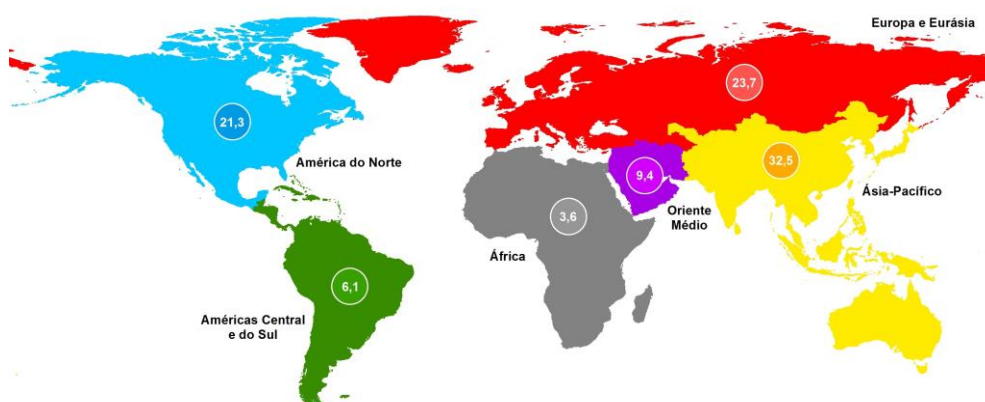 Europa e Eurásia
23,7
21,3
América do Norte
32,5
9,4
Ásia-Pacífico
Oriente
Médio
3,6
África
6,1
Américas Central
e do Sul